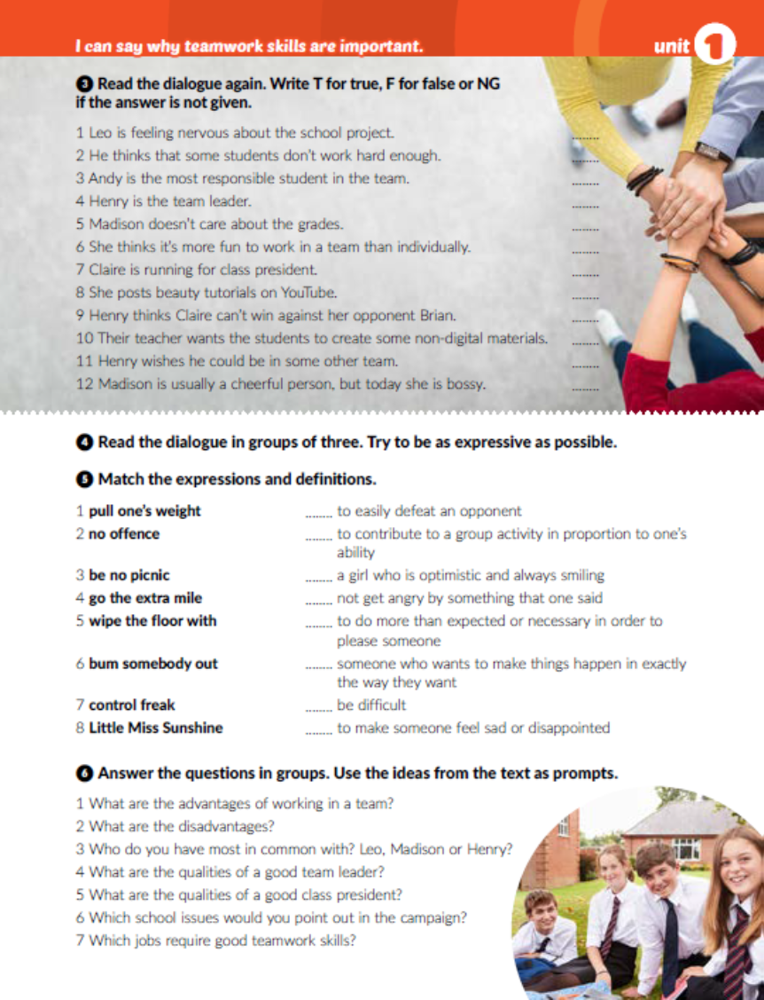 I can say why teamwork skills are important.
unit 1
3 Read the dialogue again. Write T for true, F for false or NG
if the answer is not given.
1 Leo is feeling nervous about the school project. ........
2 He thinks that some students don't work hard enough. ........
3 Andy is the most responsible student in the team. ........
4 Henry is the team leader. ........
5 Madison doesn't care about the grades. ........
6 She thinks it's more fun to work in a team than individually. ........
7 Claire is running for class president. ........
8 She posts beauty tutorials on YouTube. ........
9 Henry thinks Claire can't win against her opponent Brian. ........
10 Their teacher wants the students to create some non-digital materials. ........
11 Henry wishes he could be in some other team. ........
12 Madison is usually a cheerful person, but today she is bossy. ........
4 Read the dialogue in groups of three. Try to be as expressive as possible.
5 Match the expressions and definitions.
1 pull one's weight ........ to easily defeat an opponent
2 no offence ........ to contribute to a group activity in proportion to one's
ability
3 be no picnic ........ a girl who is optimistic and always smiling
4 go the extra mile ........ not get angry by something that one said
5 wipe the floor with ........ to do more than expected or necessary in order to
please someone
6 bum somebody out ........ someone who wants to make things happen in exactly
the way they want
7 control freak ........ be difficult
8 Little Miss Sunshine ........ to make someone feel sad or disappointed
6 Answer the questions in groups. Use the ideas from the text as prompts.
1 What are the advantages of working in a team?
2 What are the disadvantages?
3 Who do you have most in common with? Leo, Madison or Henry?
4 What are the qualities of a good team leader?
5 What are the qualities of a good class president?
6 Which school issues would you point out in the campaign?
7 Which jobs require good teamwork skills?